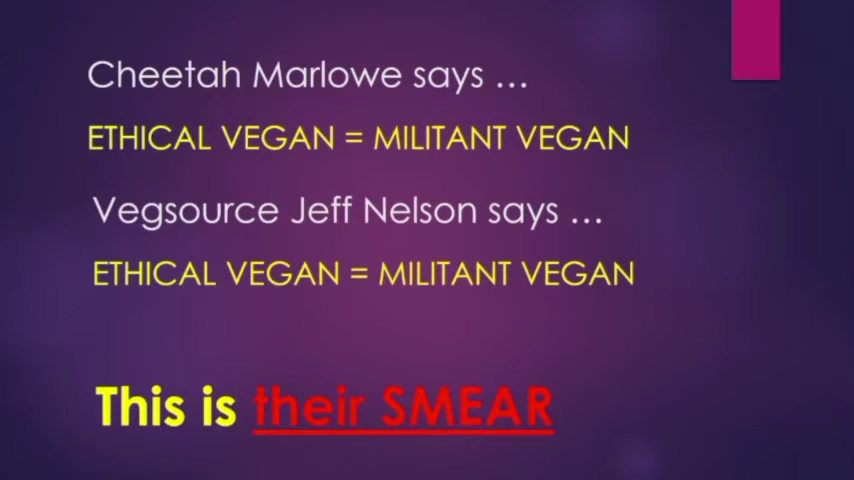 Cheetah Marlowe says …
ETHICAL VEGAN = MILITANT VEGAN
Vegsource Jeff Nelson says …
ETHICAL VEGAN = MILITANT VEGAN
This is their SMEAR